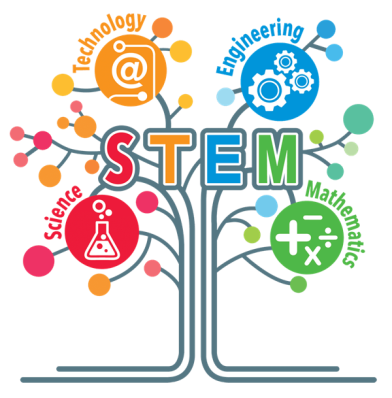 Technology
Engineering
@
STEM
Science
Mathematics
+ − × ÷